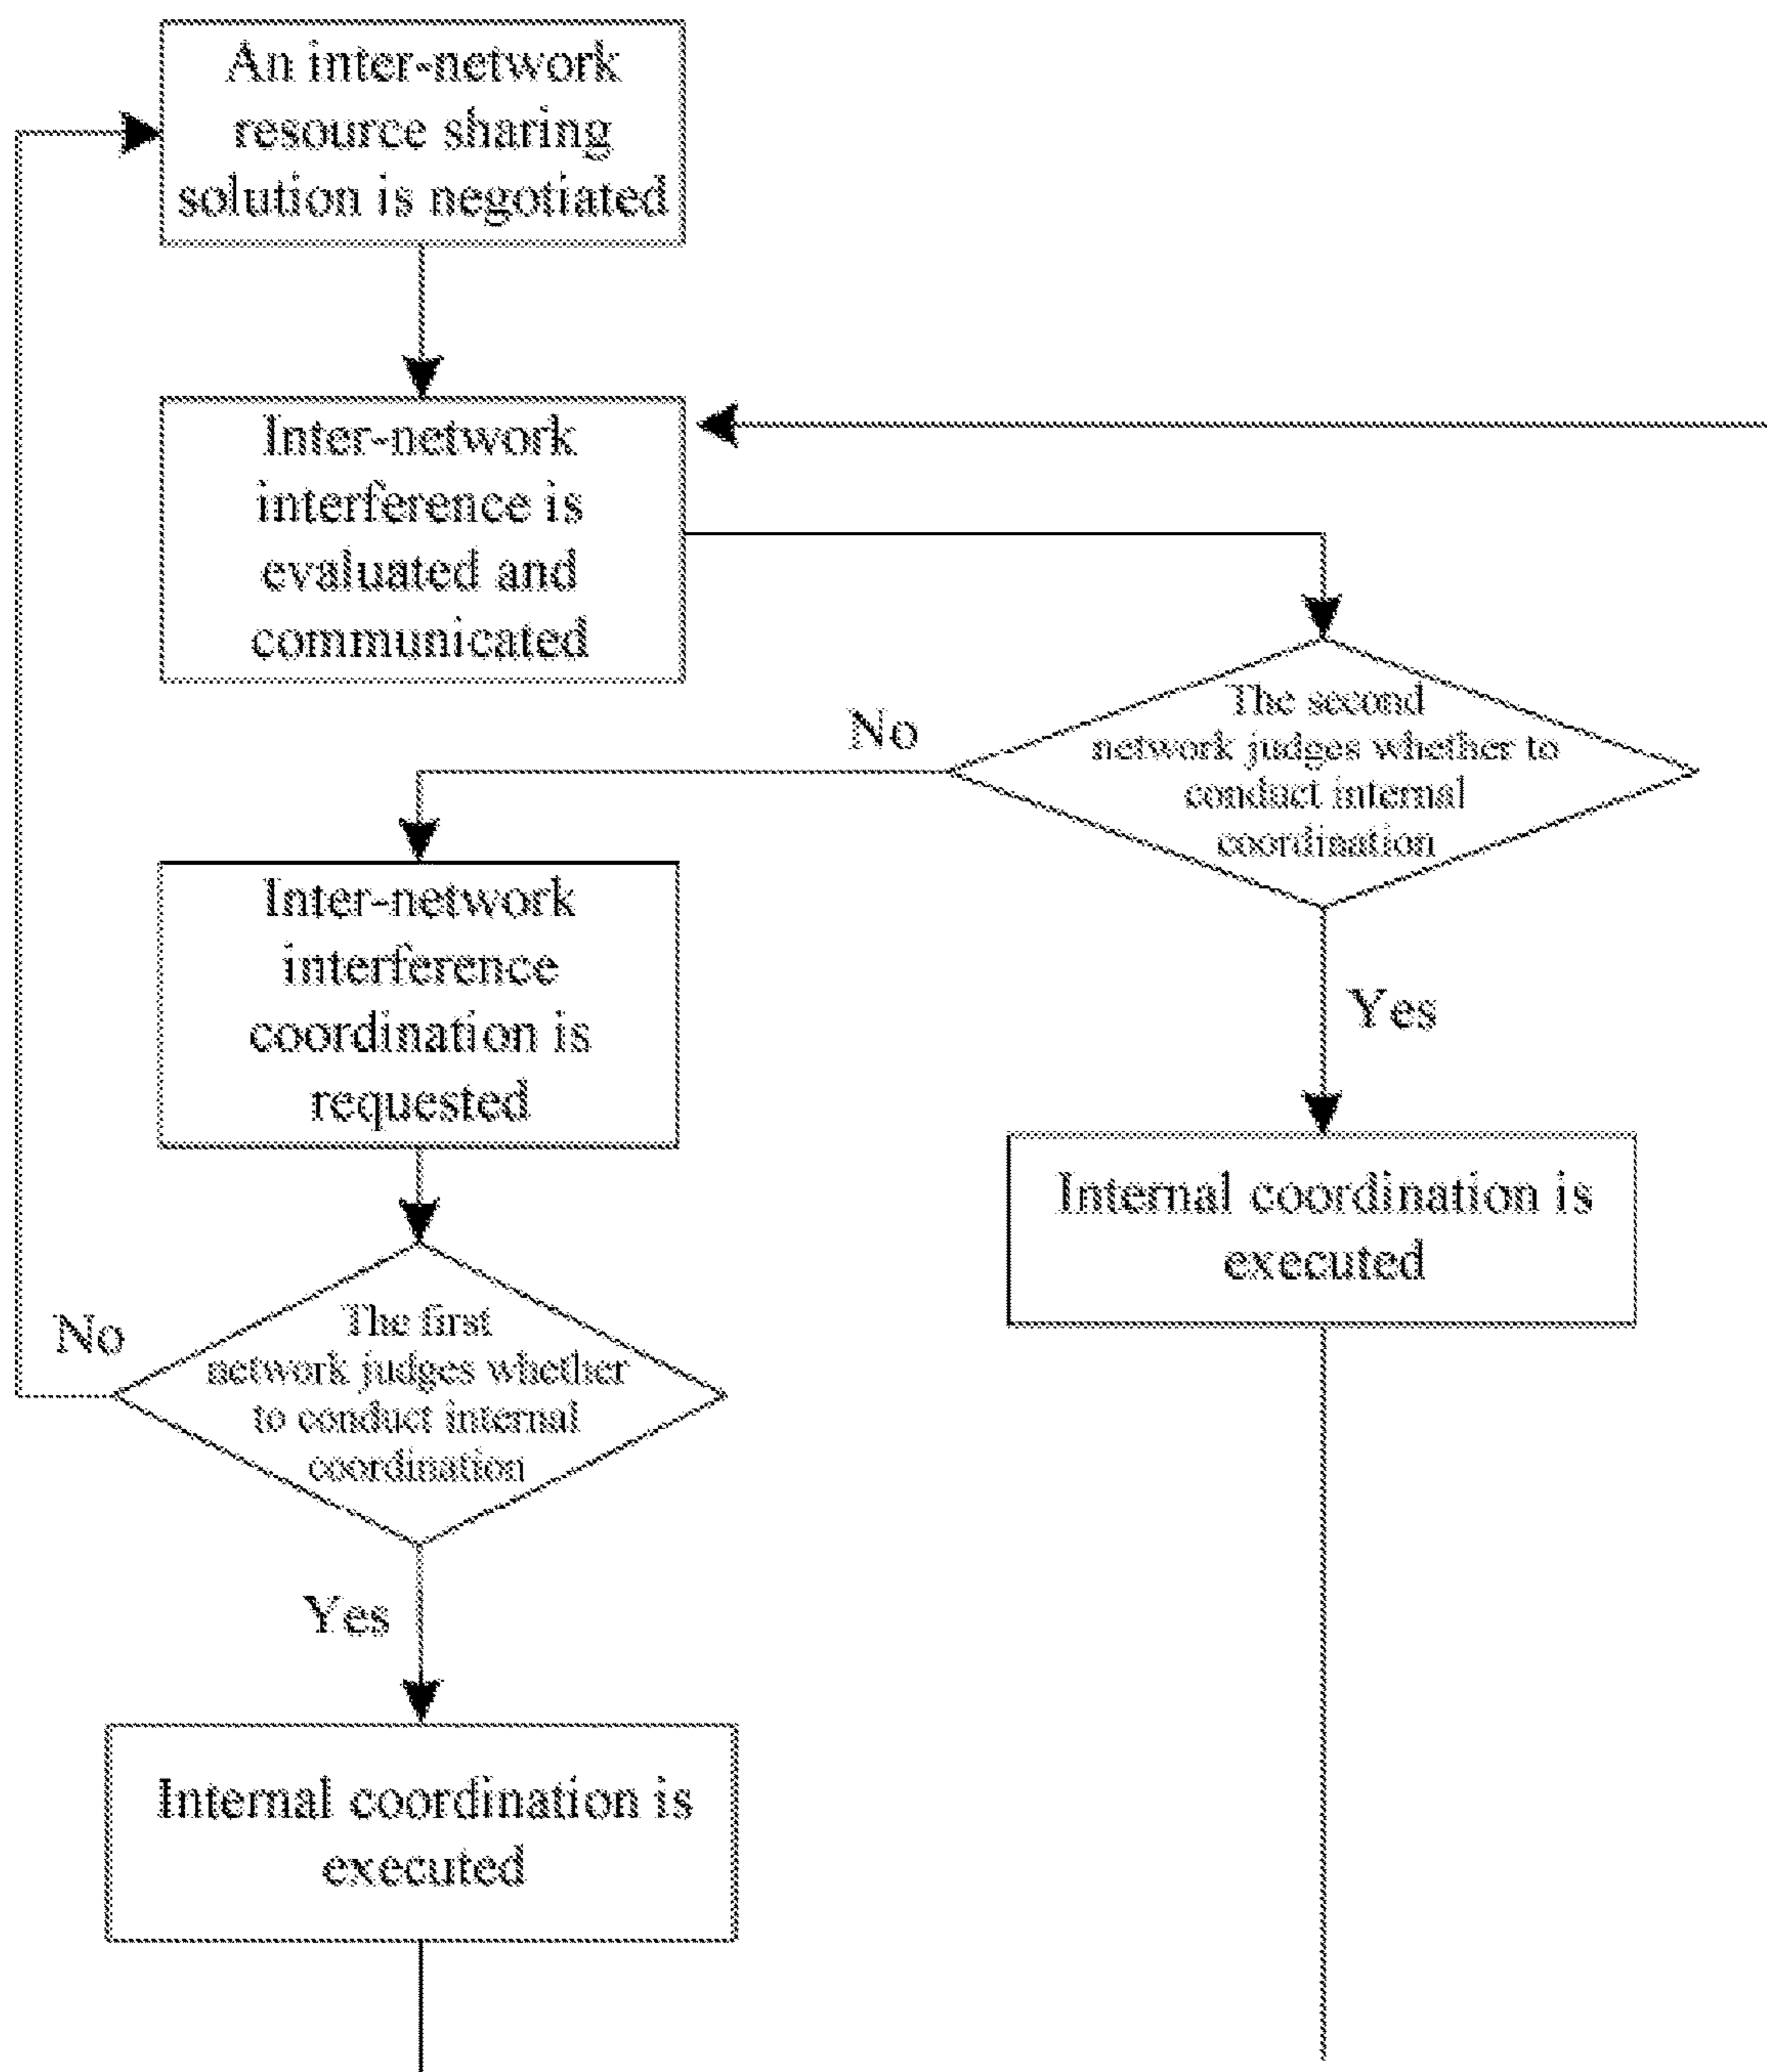 An inter-network
resource sharing
solution is negotiated
Inter-network
interference is
evaluated and
communicated
The second
network judges whether to
conduct internal
coordination
No
Yes
Inter-network
interference
coordination is
requested
Internal coordination is
executed
The first
network judges whether
to conduct internal
coordination
No
Yes
Internal coordination is
executed